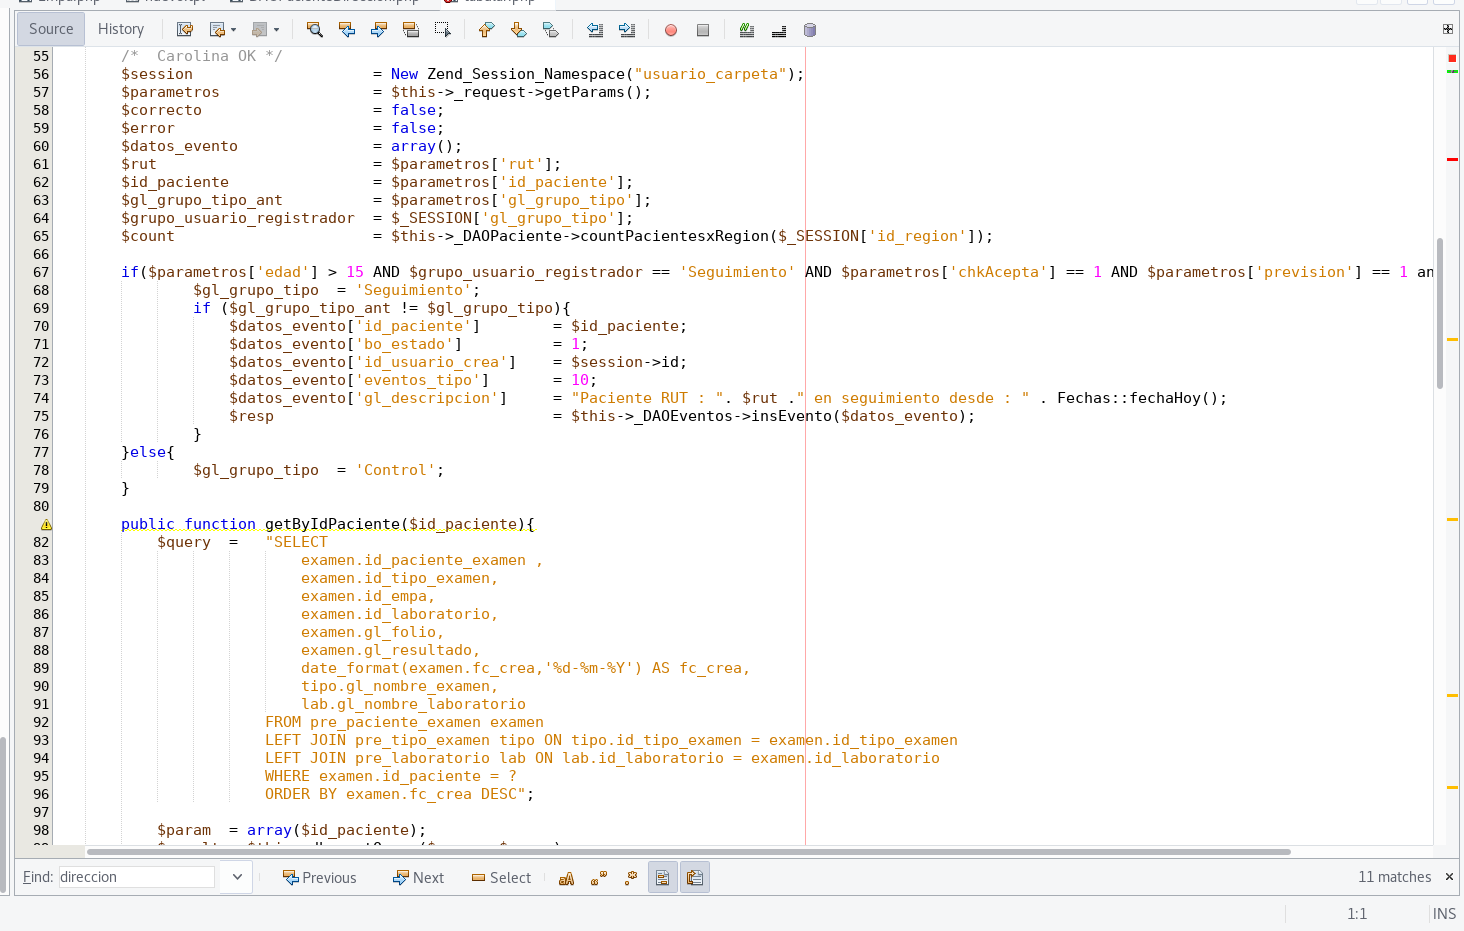 Source History
55 /*  Carolina OK */
56 $session                    = New Zend_Session_Namespace("usuario_carpeta");
57 $parametros                 = $this->_request->getParams();
58 $correcto                   = false;
59 $error                      = false;
60 $datos_evento               = array();
61 $rut                        = $parametros['rut'];
62 $id_paciente                = $parametros['id_paciente'];
63 $gl_grupo_tipo_ant          = $parametros['gl_grupo_tipo'];
64 $grupo_usuario_registrador  = $_SESSION['gl_grupo_tipo'];
65 $count                      = $this->_DAOPaciente->countPacientesxRegion($_SESSION['id_region']);
66
67 if($parametros['edad'] > 15 AND $grupo_usuario_registrador == 'Seguimiento' AND $parametros['chkAcepta'] == 1 AND $parametros['prevision'] == 1 an
68         $gl_grupo_tipo  = 'Seguimiento';
69         if ($gl_grupo_tipo_ant != $gl_grupo_tipo){
70             $datos_evento['id_paciente']        = $id_paciente;
71             $datos_evento['bo_estado']          = 1;
72             $datos_evento['id_usuario_crea']    = $session->id;
73             $datos_evento['eventos_tipo']       = 10;
74             $datos_evento['gl_descripcion']     = "Paciente RUT : ". $rut ." en seguimiento desde : " . Fechas::fechaHoy();
75             $resp                               = $this->_DAOEventos->insEvento($datos_evento);
76         }
77 }else{
78         $gl_grupo_tipo  = 'Control';
79 }
80
public function getByIdPaciente($id_paciente){
82     $query  =   "SELECT
83                     examen.id_paciente_examen ,
84                     examen.id_tipo_examen,
85                     examen.id_empa,
86                     examen.id_laboratorio,
87                     examen.gl_folio,
88                     examen.gl_resultado,
89                     date_format(examen.fc_crea,'%d-%m-%Y') AS fc_crea,
90                     tipo.gl_nombre_examen,
91                     lab.gl_nombre_laboratorio
92                 FROM pre_paciente_examen examen
93                 LEFT JOIN pre_tipo_examen tipo ON tipo.id_tipo_examen = examen.id_tipo_examen
94                 LEFT JOIN pre_laboratorio lab ON lab.id_laboratorio = examen.id_laboratorio
95                 WHERE examen.id_paciente = ?
96                 ORDER BY examen.fc_crea DESC";
97
98     $param  = array($id_paciente);
Find: direccion Previous Next Select aA 11 matches
1:1 INS